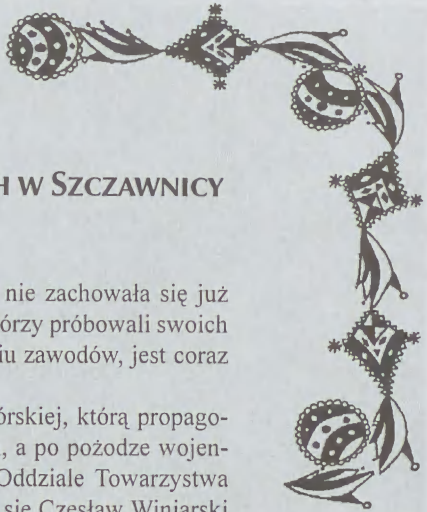 H W SZCZAWNICY
nie zachowała się już
órzy próbowali swoich
iu zawodów, jest coraz
órskiej, którą propago-
, a po pożodze wojen-
Oddziale Towarzystwa
się Czesław Winiarski